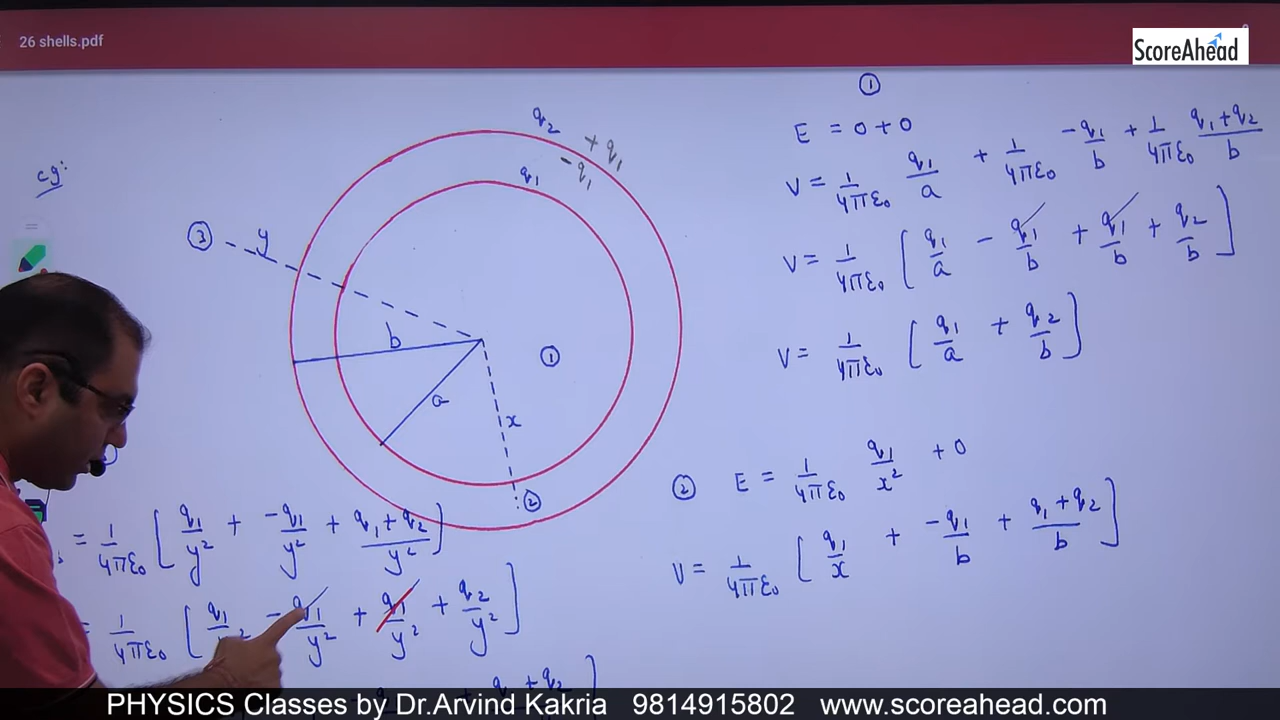 26 shells.pdf
ScoreAhead
eg:
q₂ + q₁
- q₁
q₁
③ y
b
a
①
x
②
①
E = 0 + 0
V = 1/4πε₀ q₁/a + 1/4πε₀ -q₁/b + 1/4πε₀ (q₁+q₂)/b
V = 1/4πε₀ [ q₁/a - q₁/b + q₁/b + q₂/b ]
V = 1/4πε₀ [ q₁/a + q₂/b ]
② E = 1/4πε₀ q₁/x² + 0
V = 1/4πε₀ [ q₁/x + -q₁/b + (q₁+q₂)/b ]
= 1/4πε₀ [ q₁/y² + -q₁/y² + (q₁+q₂)/y² ]
= 1/4πε₀ [ q₁/y² - q₁/y² + q₁/y² + q₂/y² ]
PHYSICS Classes by Dr.Arvind Kakria 9814915802 www.scoreahead.com